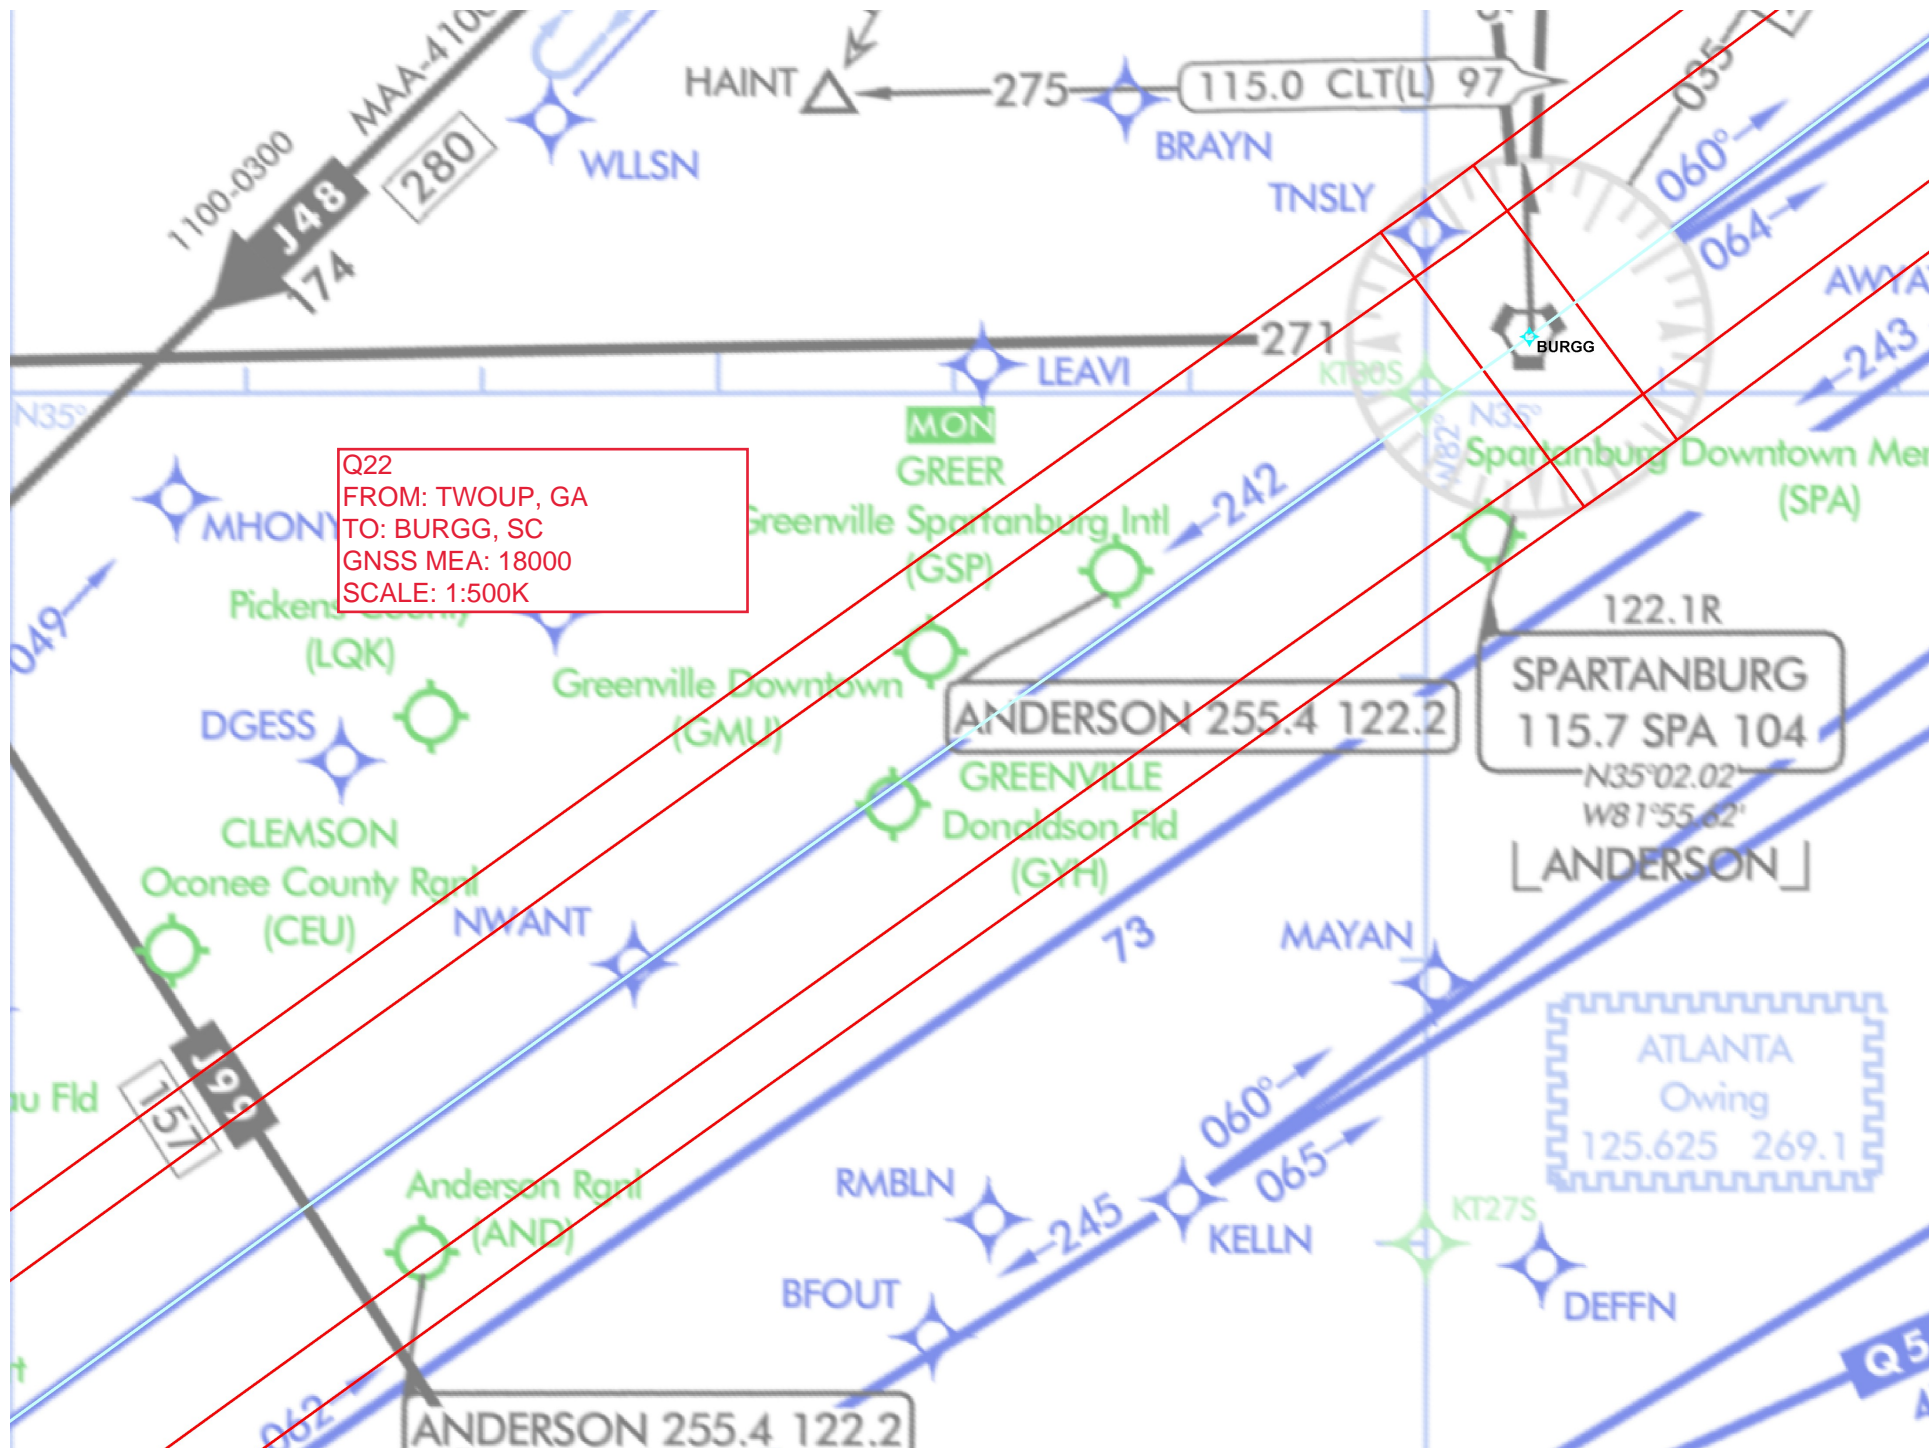 MAA-4100
HAINT
275
115.0 CLT(L) 97
035
BRAYN
WLLSN
1100-0300
280
J48
174
TNSLY
060°
064
AWYA
271
LEAVI
BURGG
243
KT30S
N35°
N35°
W82°
MON
GREER
Greenville Spartanburg Intl
(GSP)
242
Spartanburg Downtown Mem
(SPA)
MHONY
Q22
FROM: TWOUP, GA
TO: BURGG, SC
GNSS MEA: 18000
SCALE: 1:500K
049
Pickens County
(LQK)
Greenville Downtown
(GMU)
122.1R
SPARTANBURG
115.7 SPA 104
N35°02.02'
W81°55.62'
ANDERSON
DGESS
ANDERSON 255.4 122.2
GREENVILLE
Donaldson Fld
(GYH)
CLEMSON
Oconee County Rgnl
(CEU)
NWANT
73
MAYAN
J99
157
au Fld
ATLANTA
Owing
125.625 269.1
060°
065
Anderson Rgnl
(AND)
RMBLN
245
KELLN
KT27S
BFOUT
DEFFN
Q5
062
ANDERSON 255.4 122.2